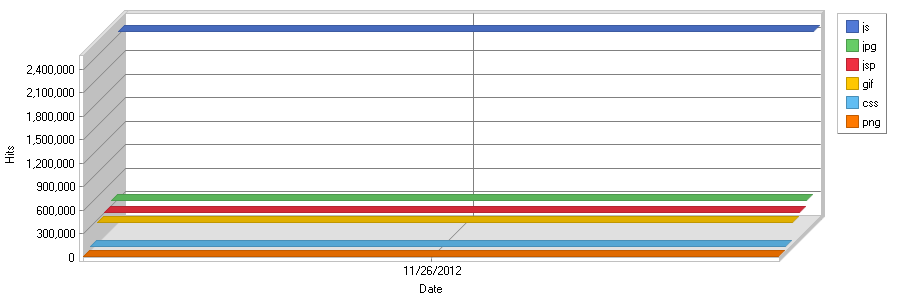 js
jpg
jsp
gif
css
png
2,400,000
2,100,000
1,800,000
1,500,000
1,200,000
900,000
600,000
300,000
0
Hits
11/26/2012
Date